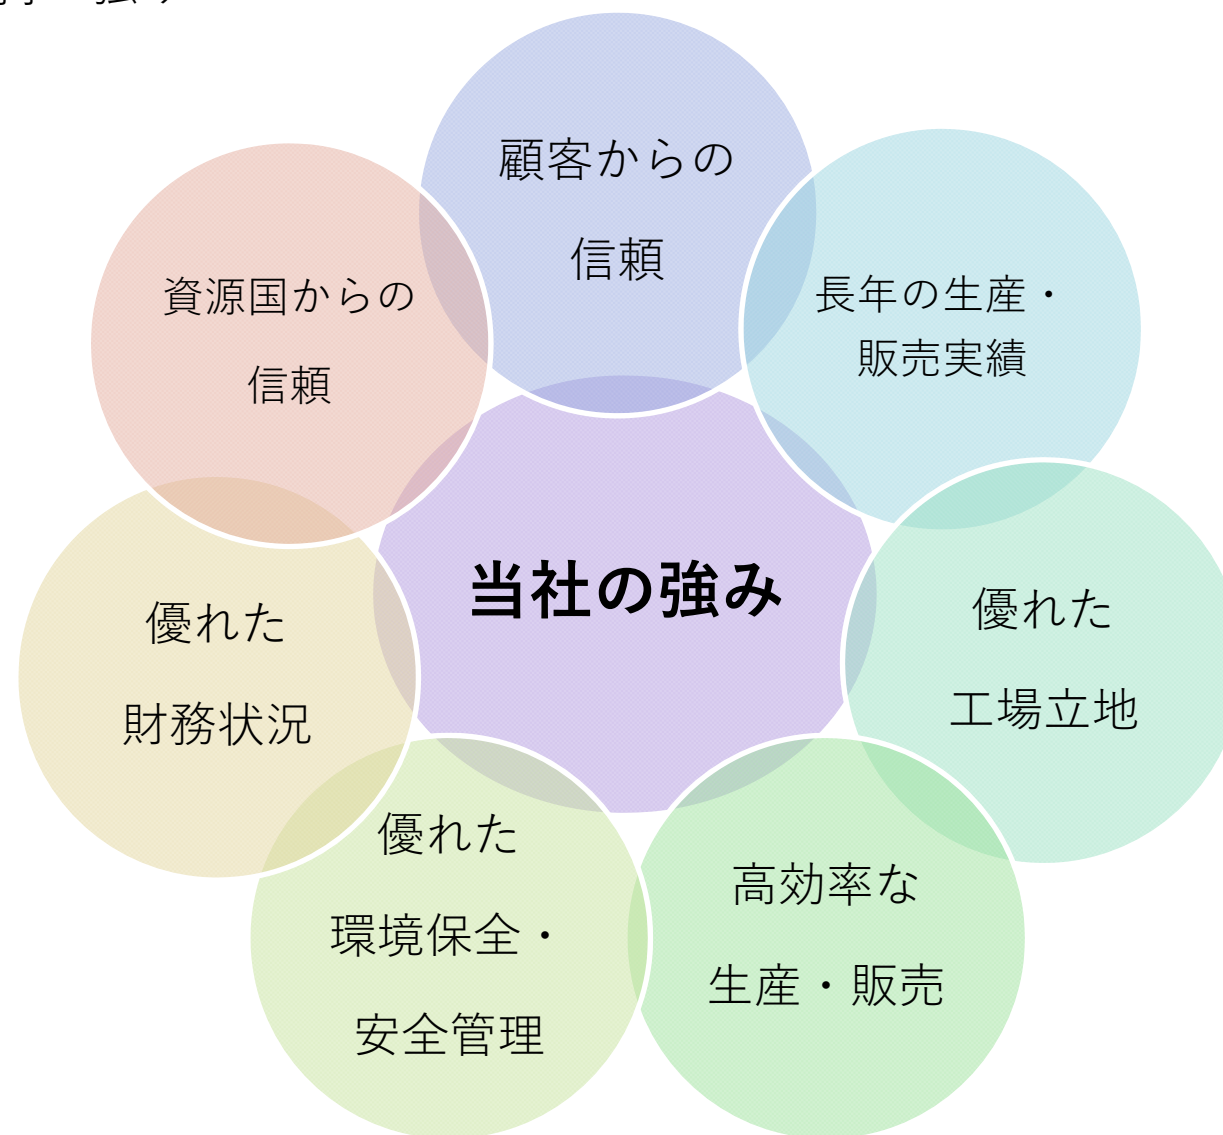 顧客からの
信頼
長年の生産・
販売実績
優れた
工場立地
高効率な
生産・販売
優れた
環境保全・
安全管理
優れた
財務状況
資源国からの
信頼
当社の強み